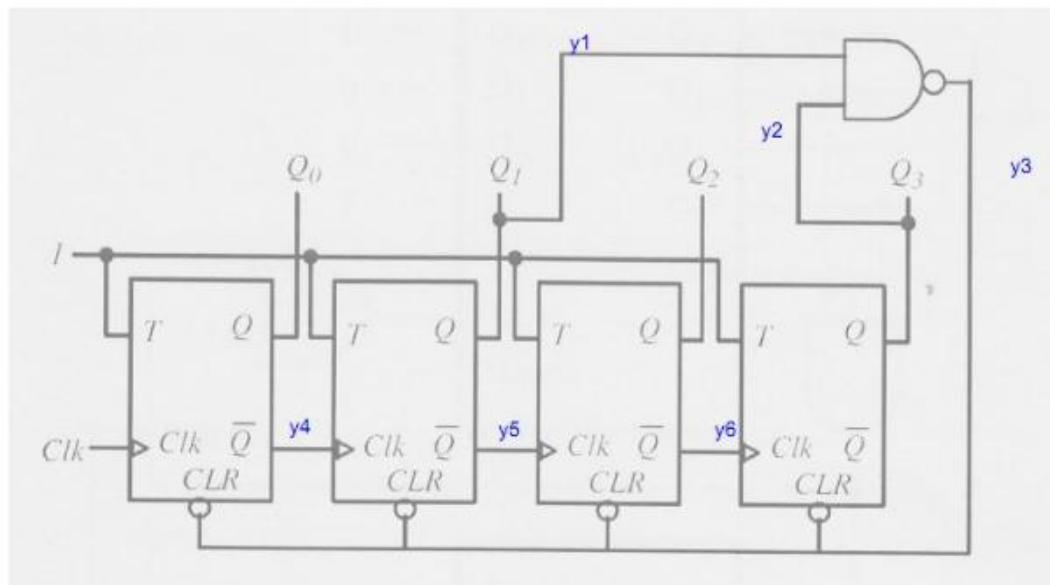 y1
y2
y3
Q0 Q1 Q2 Q3
1
T Q T Q T Q T Q
y4 y5 y6
Clk Clk Q̅ Clk Q̅ Clk Q̅ Clk Q̅
CLR CLR CLR CLR